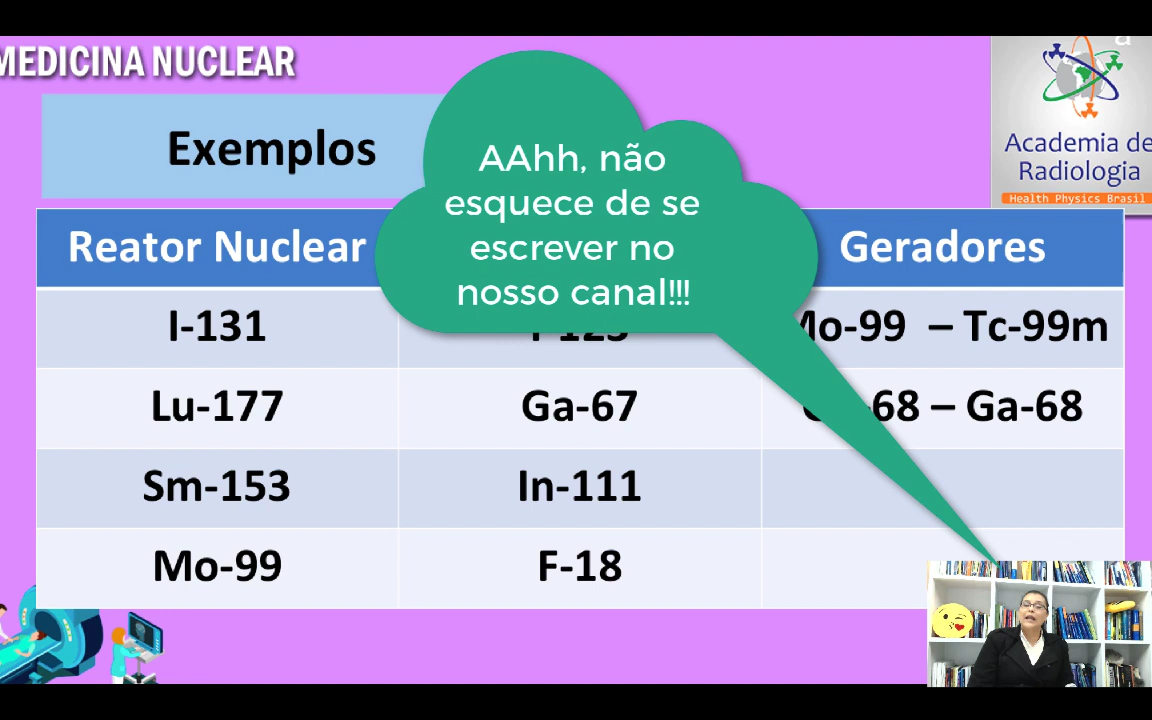 MEDICINA NUCLEAR
Exemplos
AAhh, não
esquece de se
escrever no
nosso canal!!!
Academia de
Radiologia
Health Physics Brasil
Reator Nuclear
Geradores
I-131
Mo-99 – Tc-99m
Lu-177
Ga-67
68 – Ga-68
Sm-153
In-111
Mo-99
F-18